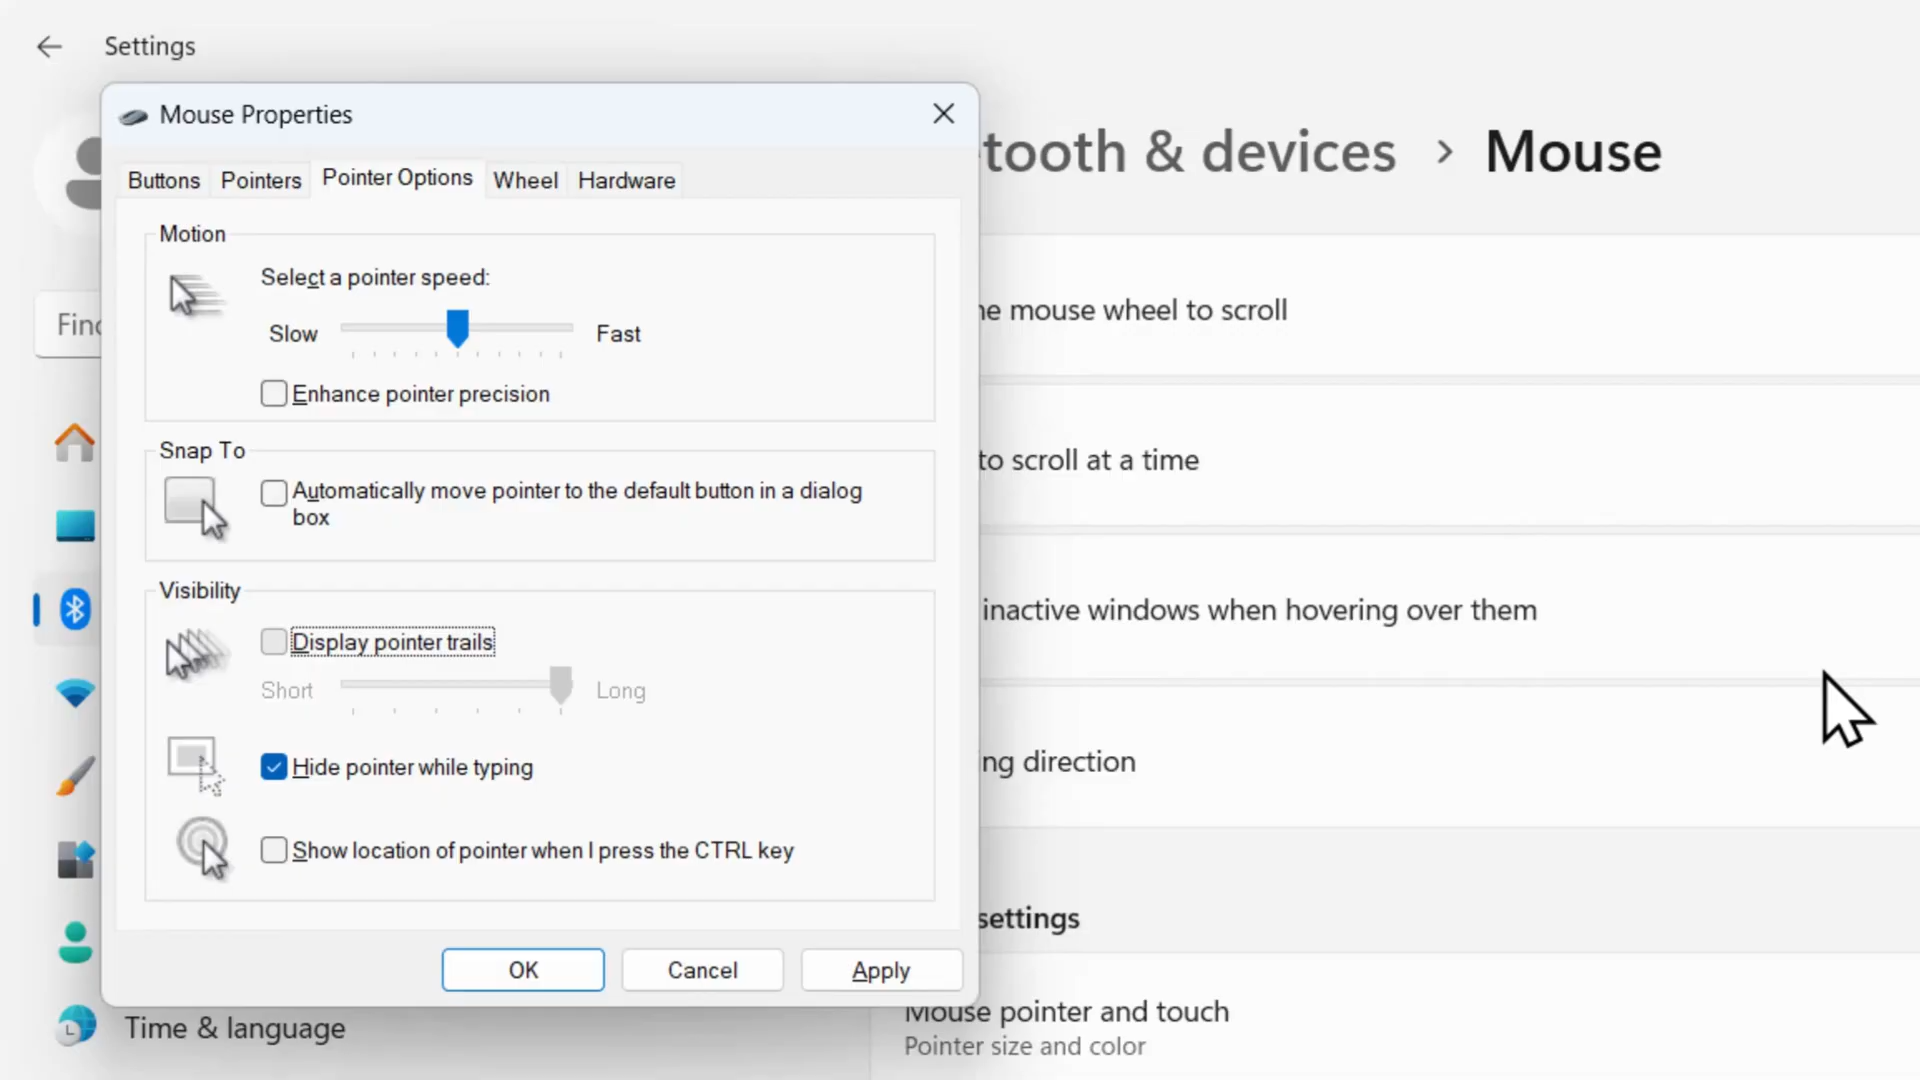 Settings
Mouse Properties
tooth & devices > Mouse
Buttons Pointers Pointer Options Wheel Hardware
Motion
Select a pointer speed:
Slow Fast
Enhance pointer precision
Snap To
Automatically move pointer to the default button in a dialog
box
Visibility
Display pointer trails
Short Long
Hide pointer while typing
Show location of pointer when I press the CTRL key
OK Cancel Apply
Find
Time & language
he mouse wheel to scroll
to scroll at a time
inactive windows when hovering over them
ng direction
settings
Mouse pointer and touch
Pointer size and color